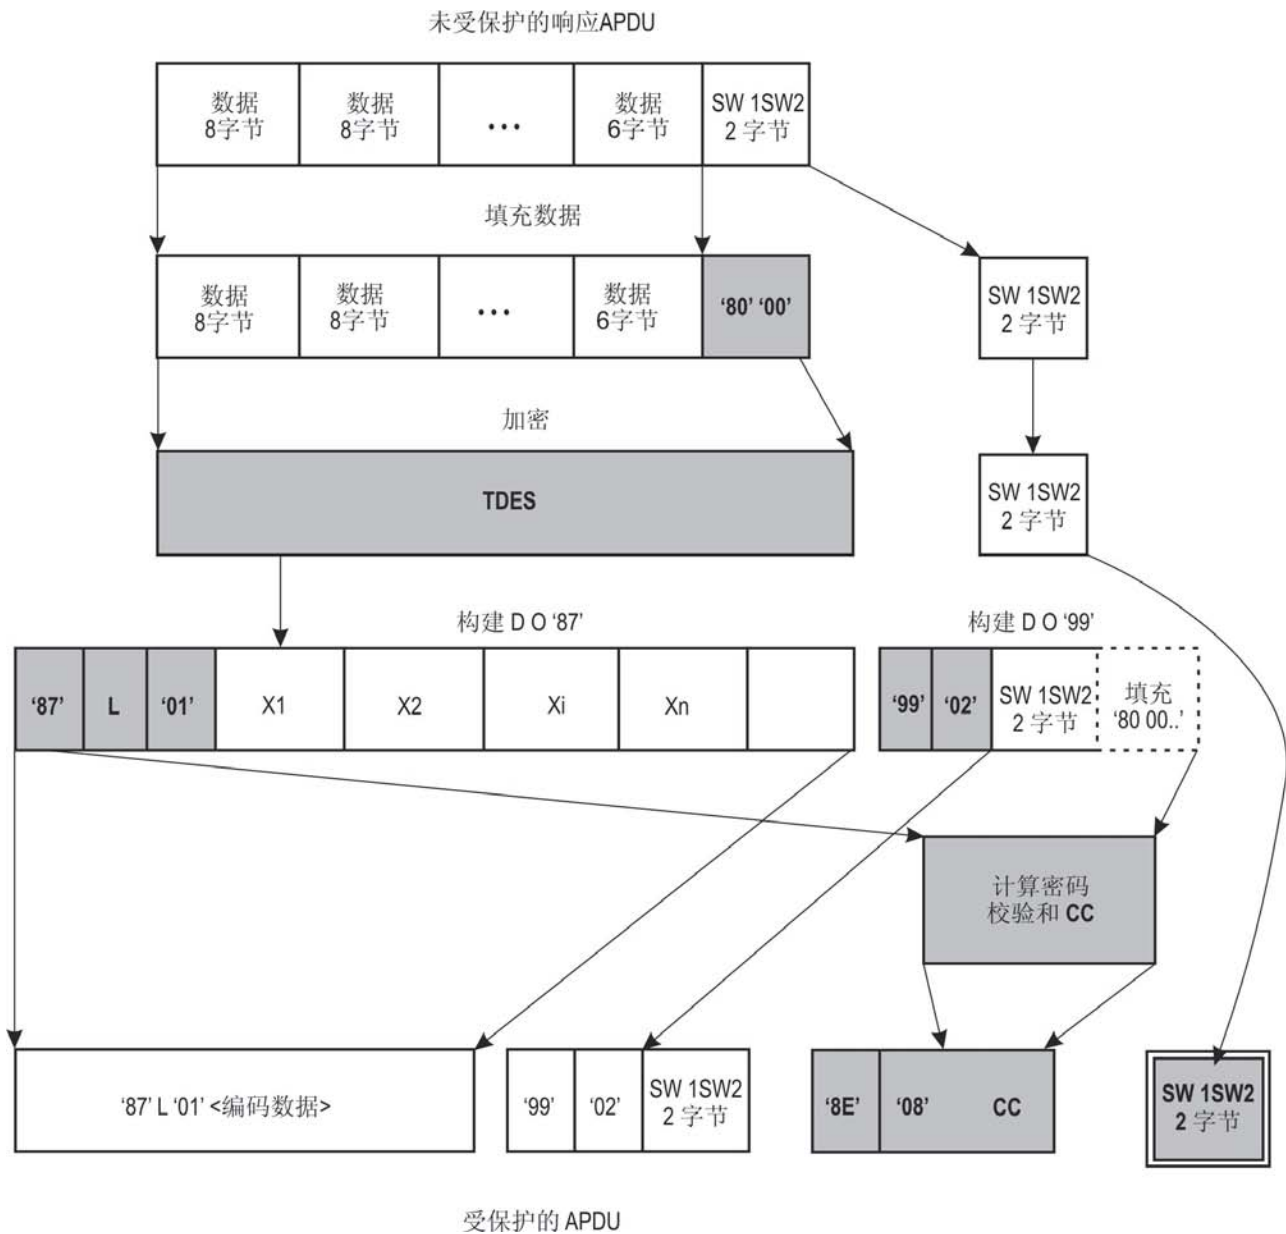 未受保护的响应APDU
数据
8字节
数据
8字节
...
数据
6字节
SW 1SW2
2 字节
填充数据
数据
8字节
数据
8字节
...
数据
6字节
‘80’ ‘00’
SW 1SW2
2 字节
加密
TDES
SW 1SW2
2 字节
构建 D O ‘87’
构建 D O ‘99’
‘87’
L
‘01’
X1
X2
Xi
Xn
‘99’
‘02’
SW 1SW2
2 字节
填充
‘80 00..’
计算密码
校验和 CC
‘87’ L ‘01’ <编码数据>
‘99’
‘02’
SW 1SW2
2 字节
‘8E’
‘08’
CC
SW 1SW2
2 字节
受保护的 APDU